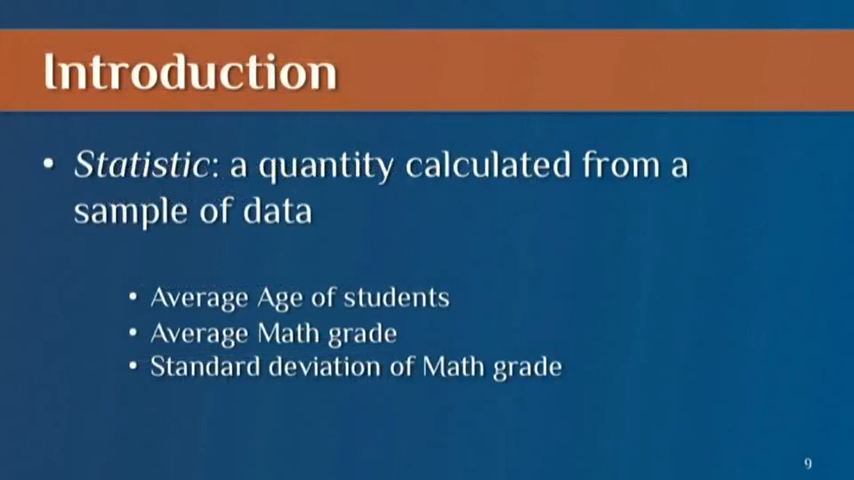 Introduction
• Statistic: a quantity calculated from a
sample of data
• Average Age of students
• Average Math grade
• Standard deviation of Math grade
9